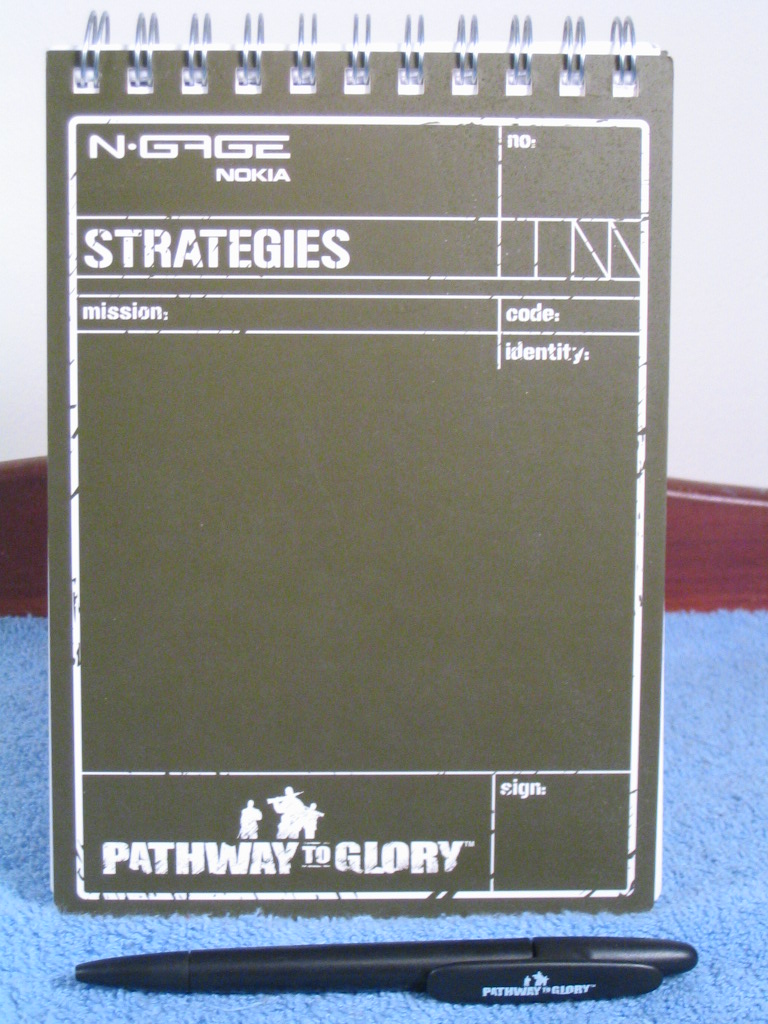 N·GAGE
NOKIA
no:
STRATEGIES
mission:
code:
identity:
sign:
PATHWAY TO GLORY™
PATHWAY TO GLORY™